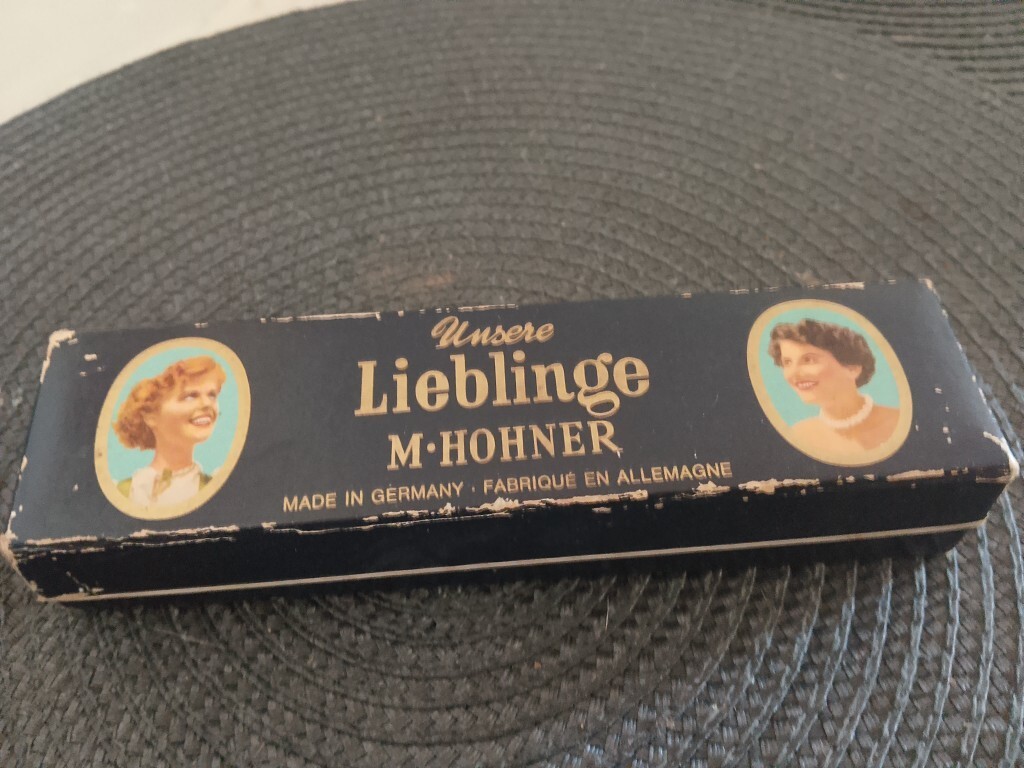 Unsere
Lieblinge
M·HOHNER
MADE IN GERMANY · FABRIQUÉ EN ALLEMAGNE